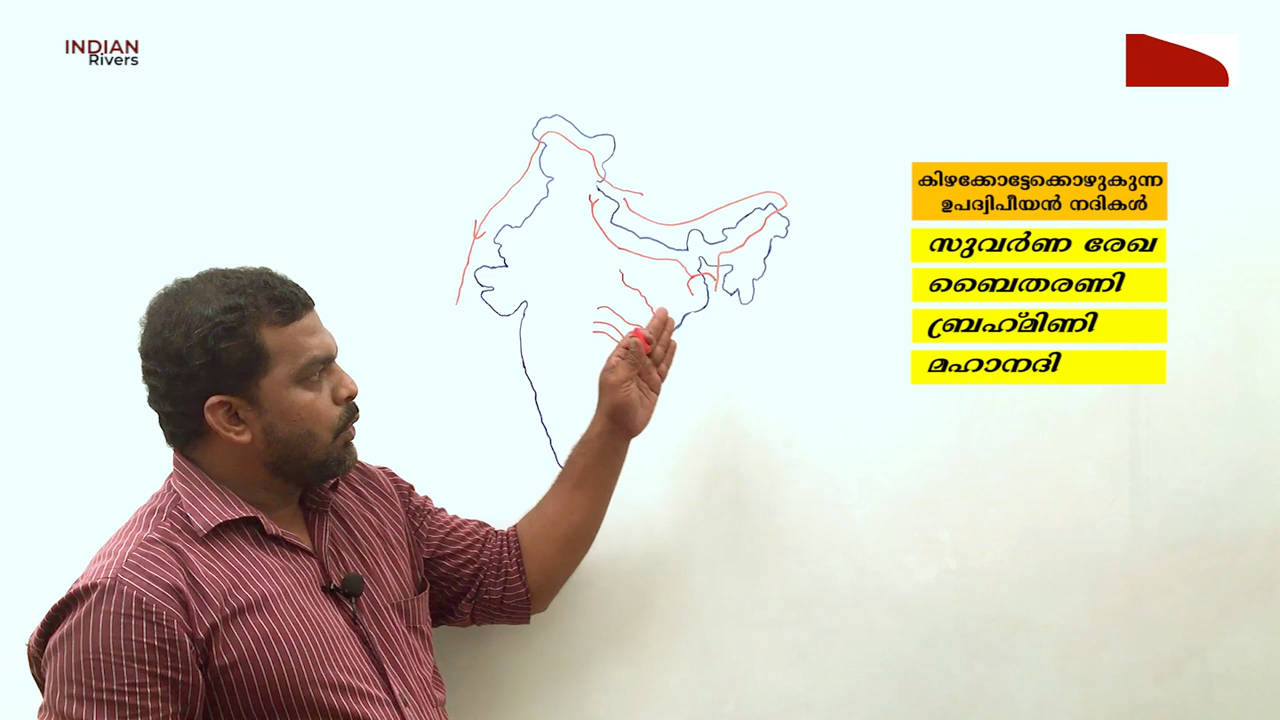 INDIAN
Rivers
കിഴക്കോട്ടേക്കൊഴുകുന്ന
ഉപദ്വിപീയൻ നദികൾ
സുവർണ രേഖ
ബൈതരണി
ബ്രഹ്മിണി
മഹാനദി